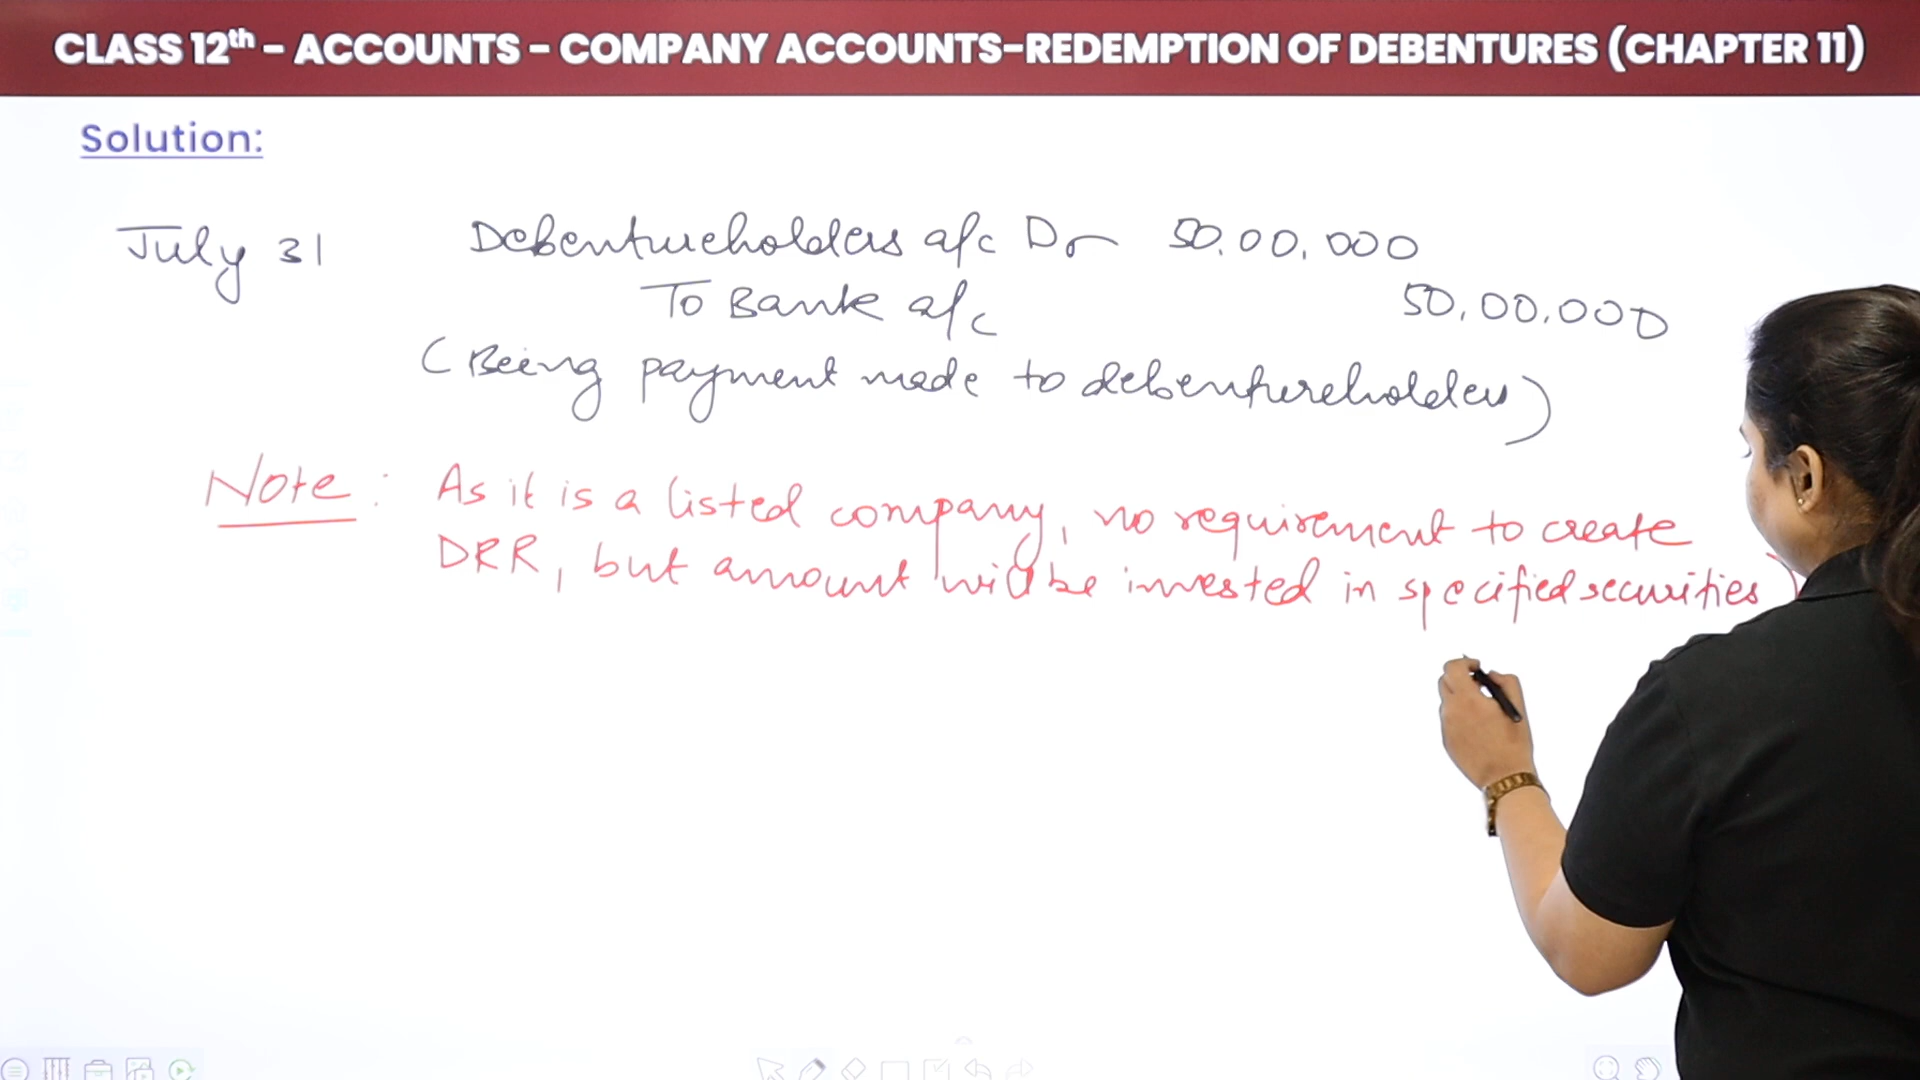 CLASS 12th - ACCOUNTS - COMPANY ACCOUNTS-REDEMPTION OF DEBENTURES (CHAPTER 11)
Solution:
July 31 Debentureholders a/c Dr 50,00,000
To Bank a/c 50,00,000
(Being payment made to debentureholders)
Note: As it is a listed company, no requirement to create
DRR, but amount will be invested in specified securities